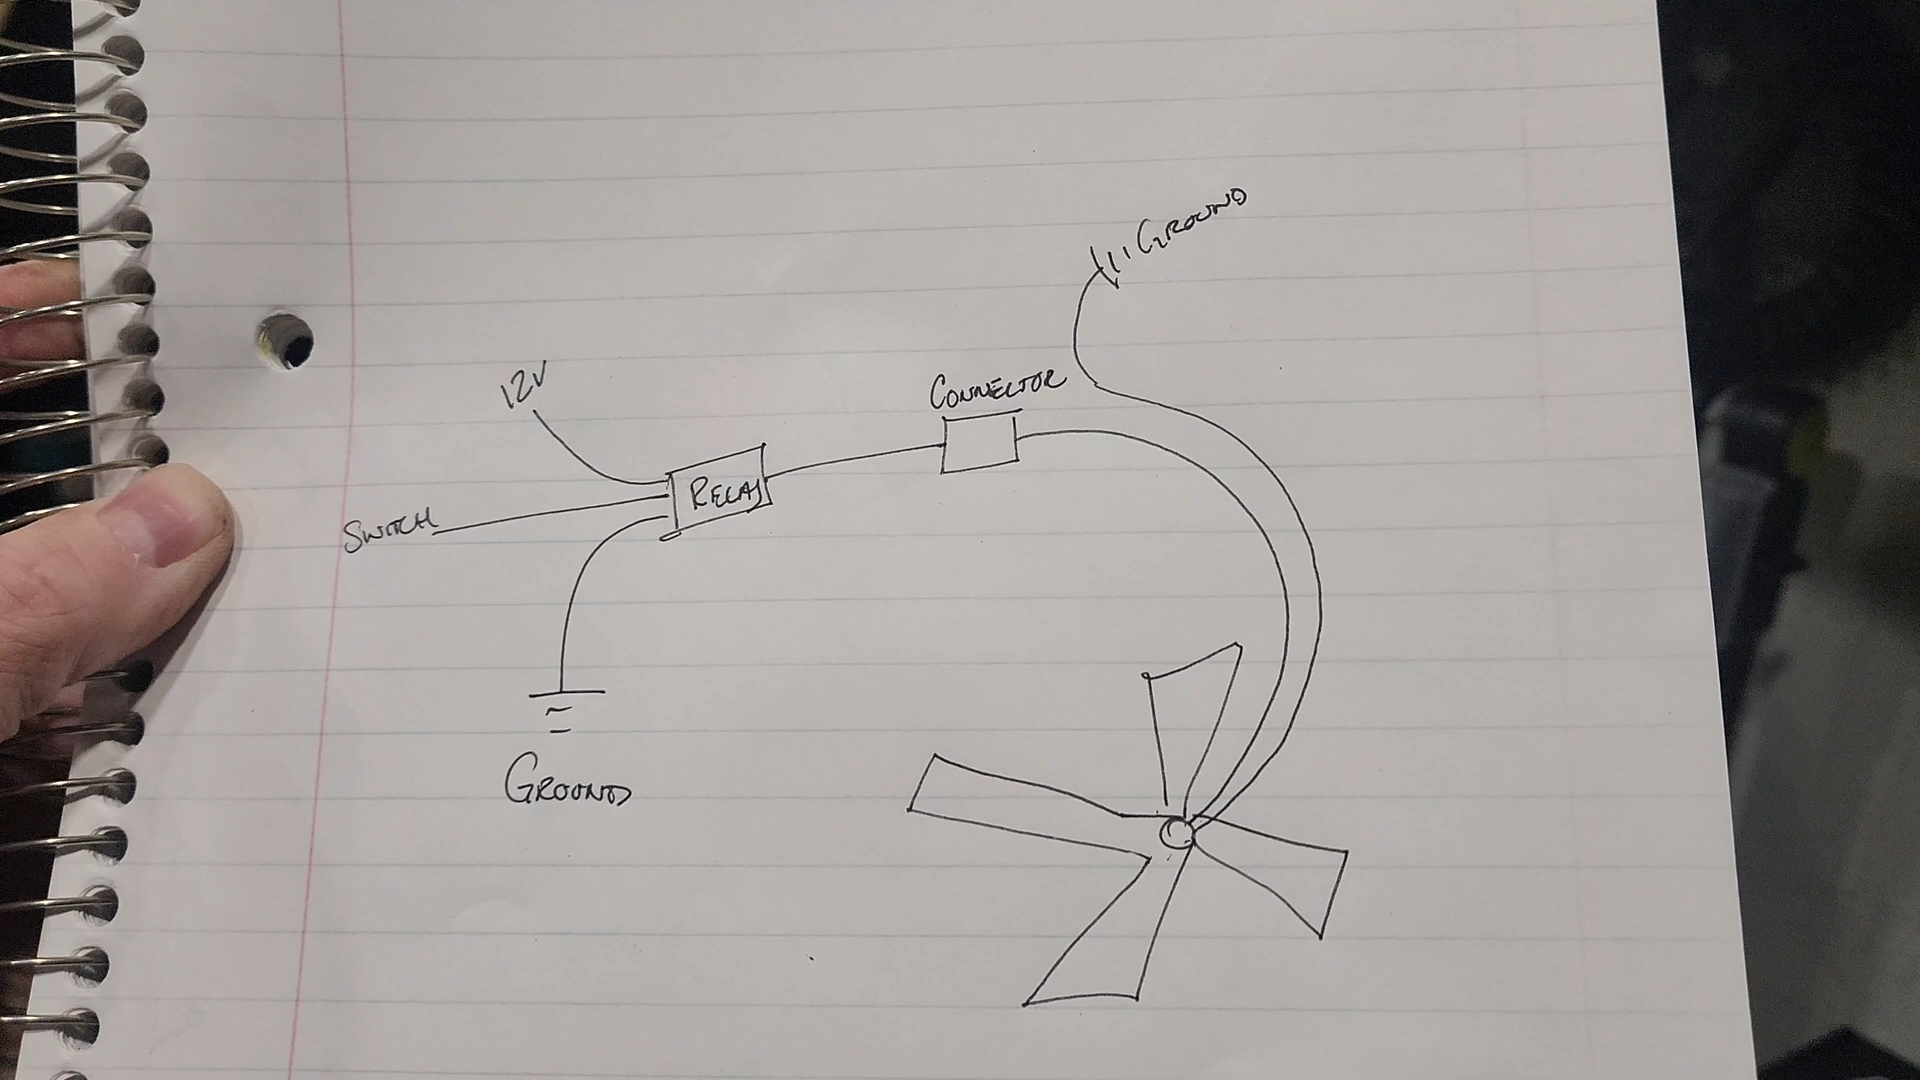 GROUND
12V
CONNECTOR
RELAY
SWITCH
GROUND